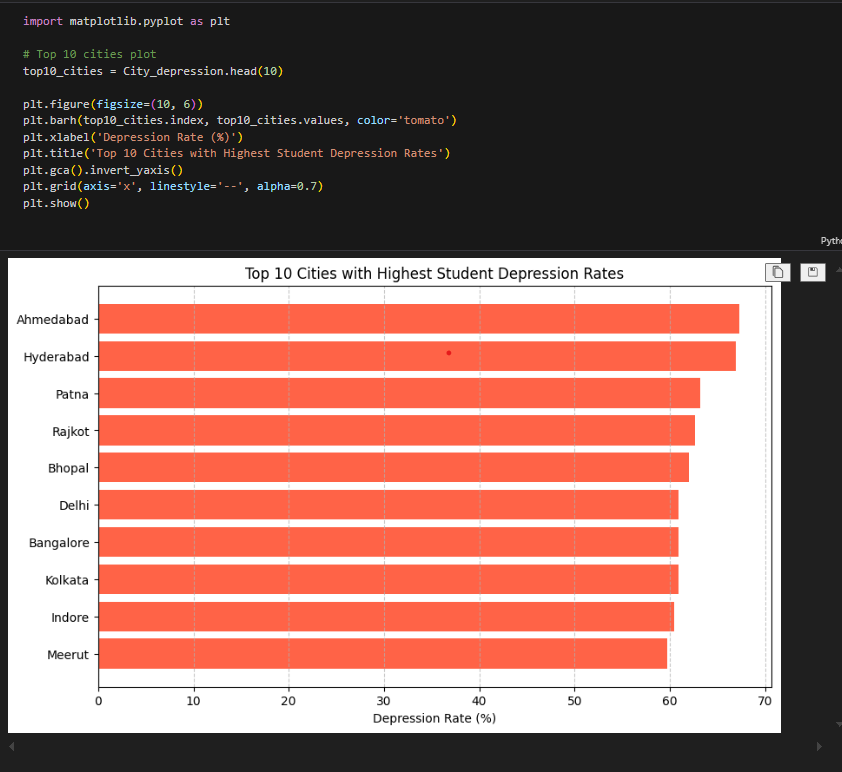 import matplotlib.pyplot as plt
# Top 10 cities plot
top10_cities = City_depression.head(10)
plt.figure(figsize=(10, 6))
plt.barh(top10_cities.index, top10_cities.values, color='tomato')
plt.xlabel('Depression Rate (%)')
plt.title('Top 10 Cities with Highest Student Depression Rates')
plt.gca().invert_yaxis()
plt.grid(axis='x', linestyle='--', alpha=0.7)
plt.show()
Top 10 Cities with Highest Student Depression Rates
Ahmedabad
Hyderabad
Patna
Rajkot
Bhopal
Delhi
Bangalore
Kolkata
Indore
Meerut
0 10 20 30 40 50 60 70
Depression Rate (%)